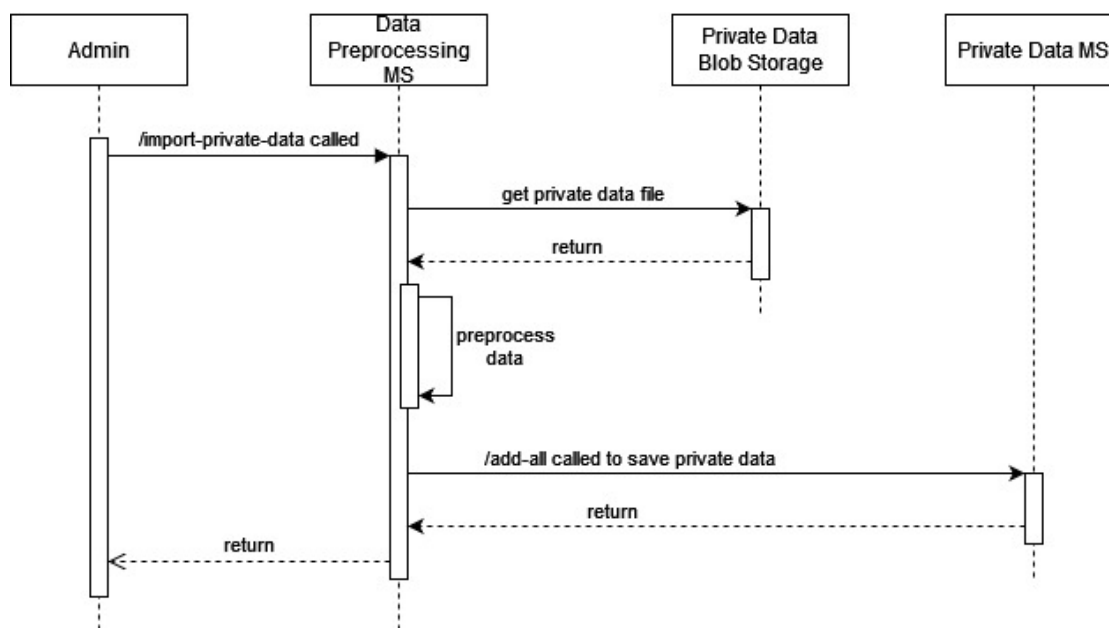 Admin
Data
Preprocessing
MS
Private Data
Blob Storage
Private Data MS
/import-private-data called
get private data file
return
preprocess
data
/add-all called to save private data
return
return